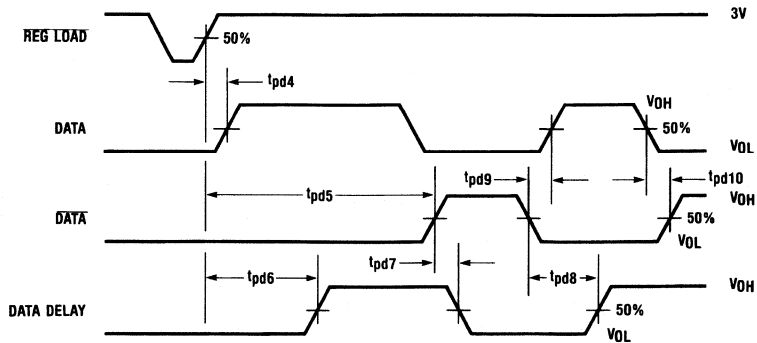 3V
REG LOAD
50%
tpd4
DATA
VOH
50%
VOL
tpd5
tpd9
tpd10
VOH
DATA
50%
VOL
tpd7
tpd6
tpd8
VOH
DATA DELAY
50%
VOL